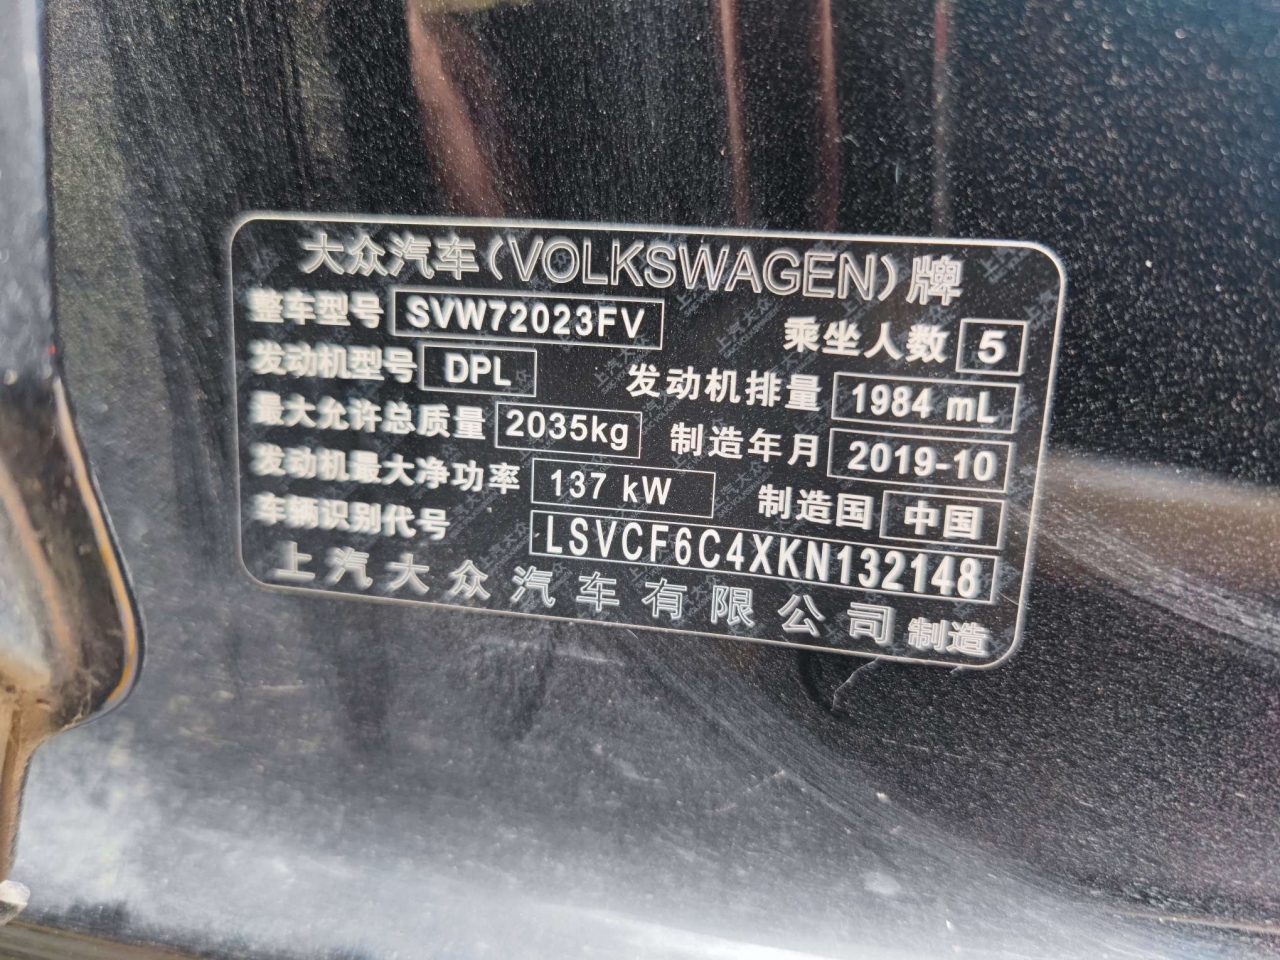 大众汽车(VOLKSWAGEN)牌
整车型号 SVW72023FV 乘坐人数 5
发动机型号 DPL 发动机排量 1984 mL
最大允许总质量 2035kg 制造年月 2019-10
发动机最大净功率 137 kW 制造国 中国
车辆识别代号 LSVCF6C4XKN132148
上汽大众汽车有限公司 制造